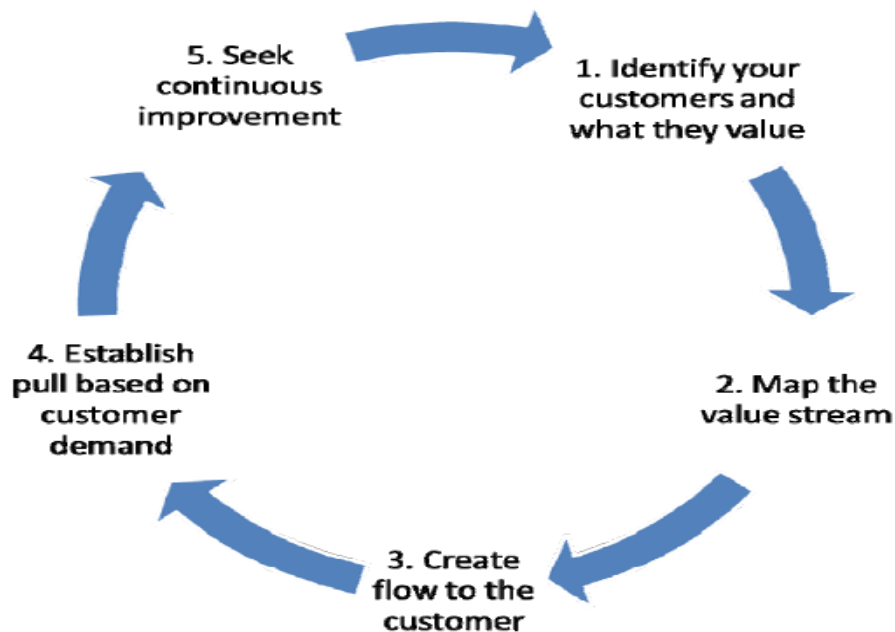 1. Identify your
customers and
what they value
2. Map the
value stream
3. Create
flow to the
customer
4. Establish
pull based on
customer
demand
5. Seek
continuous
improvement